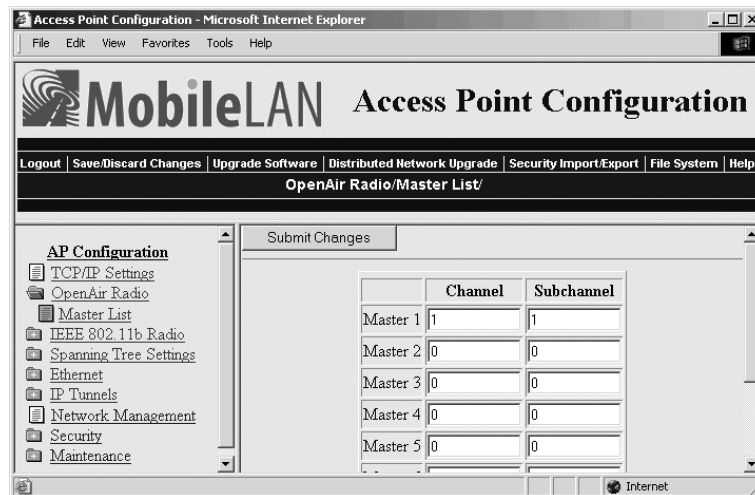 Access Point Configuration - Microsoft Internet Explorer
File Edit View Favorites Tools Help
MobileLAN Access Point Configuration
Logout | Save/Discard Changes | Upgrade Software | Distributed Network Upgrade | Security Import/Export | File System | Help
OpenAir Radio/Master List/
AP Configuration
TCP/IP Settings
OpenAir Radio
Master List
IEEE 802.11b Radio
Spanning Tree Settings
Ethernet
IP Tunnels
Network Management
Security
Maintenance
Submit Changes
Channel Subchannel
Master 1 1 1
Master 2 0 0
Master 3 0 0
Master 4 0 0
Master 5 0 0
Internet